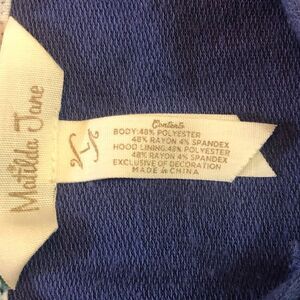 Matilda Jane
Contents
BODY:48% POLYESTER
48% RAYON 4% SPANDEX
HOOD LINING:48% POLYESTER
48% RAYON 4% SPANDEX
EXCLUSIVE OF DECORATION
MADE IN CHINA